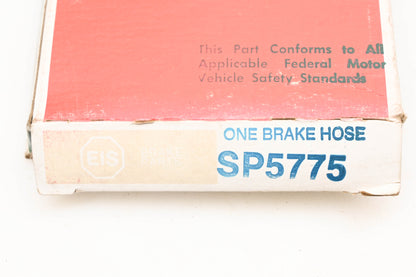 This Part Conforms to All
Applicable Federal Motor
Vehicle Safety Standards
ONE BRAKE HOSE
EIS
SP5775